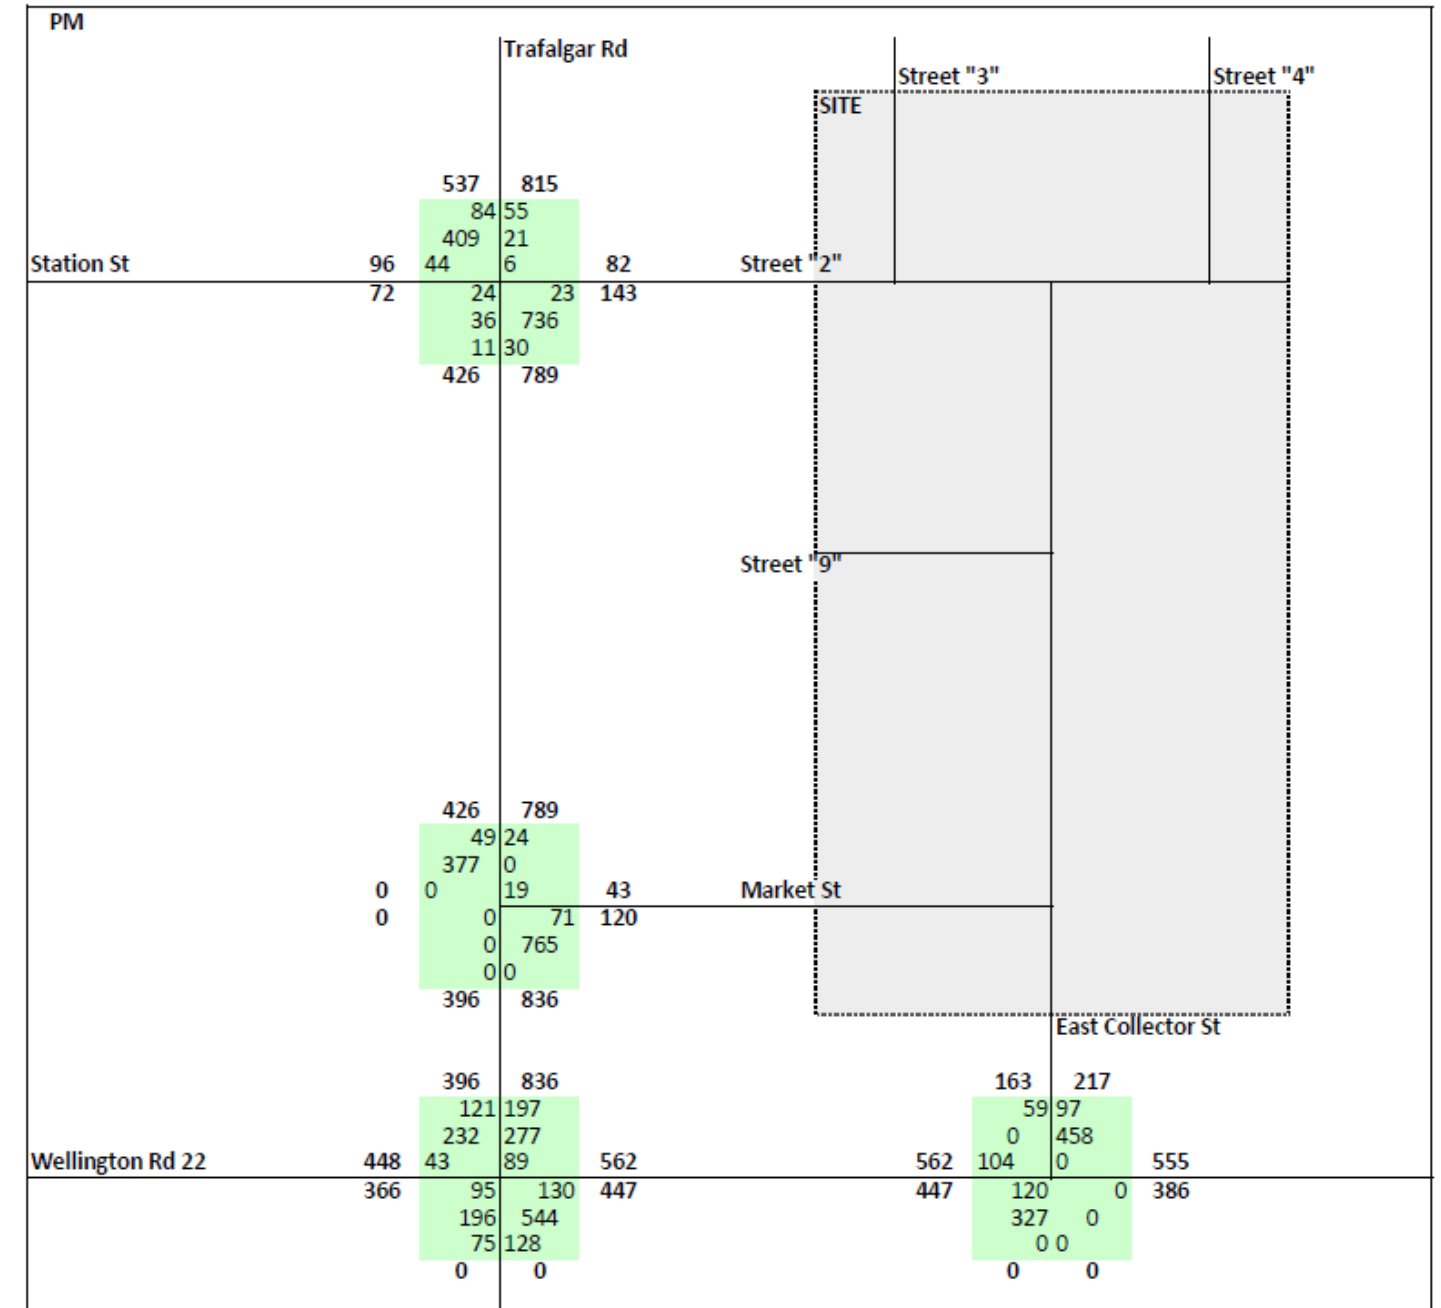 PM
Trafalgar Rd
Street "3" Street "4"
SITE
537 815
84 55
409 21
Station St 96 44 6 82 Street "2"
72 24 23 143
36 736
11 30
426 789
Street "9"
426 789
49 24
377 0
0 0 19 43 Market St
0 0 71 120
0 765
0 0
396 836
East Collector St
396 836 163 217
121 197 59 97
232 277 0 458
Wellington Rd 22 448 43 89 562 562 104 0 555
366 95 130 447 447 120 0 386
196 544 327 0
75 128 0 0
0 0 0 0